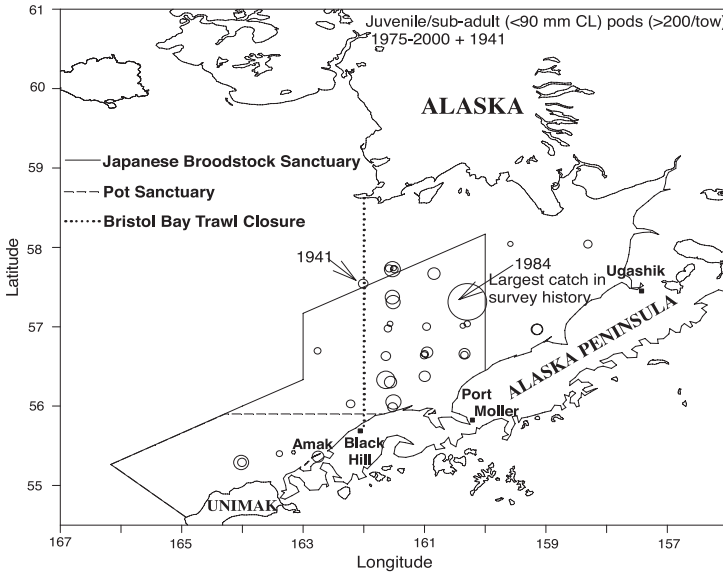 Juvenile/sub-adult (<90 mm CL) pods (>200/tow)
1975-2000 + 1941
ALASKA
Japanese Broodstock Sanctuary
Pot Sanctuary
Bristol Bay Trawl Closure
1941
1984
Largest catch in
survey history
Ugashik
ALASKA PENINSULA
Port
Moller
Amak
Black
Hill
UNIMAK
Latitude
61
60
59
58
57
56
55
167
165
163
161
159
157
Longitude